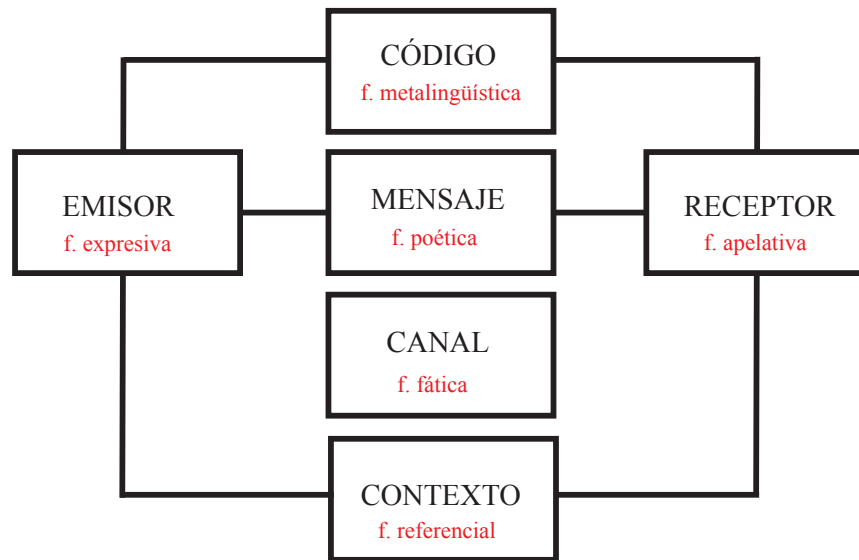 CÓDIGO
f. metalingüística
EMISOR
f. expresiva
MENSAJE
f. poética
RECEPTOR
f. apelativa
CANAL
f. fática
CONTEXTO
f. referencial